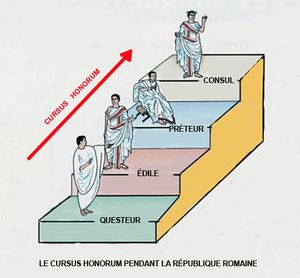 CURSUS HONORUM
CONSUL
PRÉTEUR
ÉDILE
QUESTEUR
LE CURSUS HONORUM PENDANT LA RÉPUBLIQUE ROMAINE